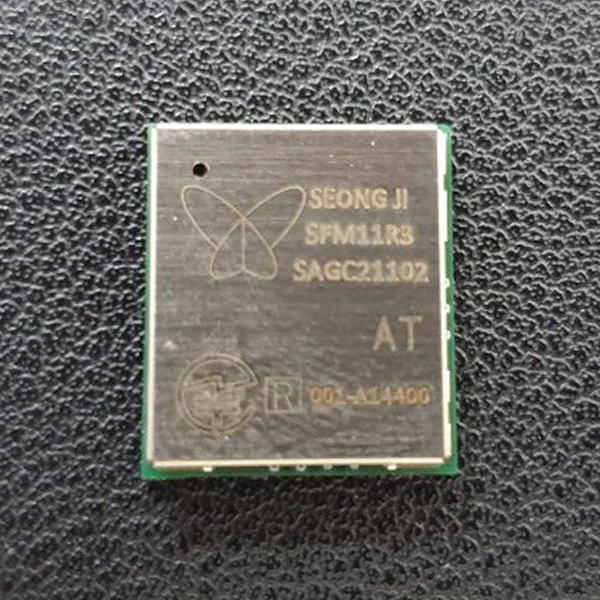 SEONG JI
SFM11R3
SAGC21102
AT
R 001-A14400